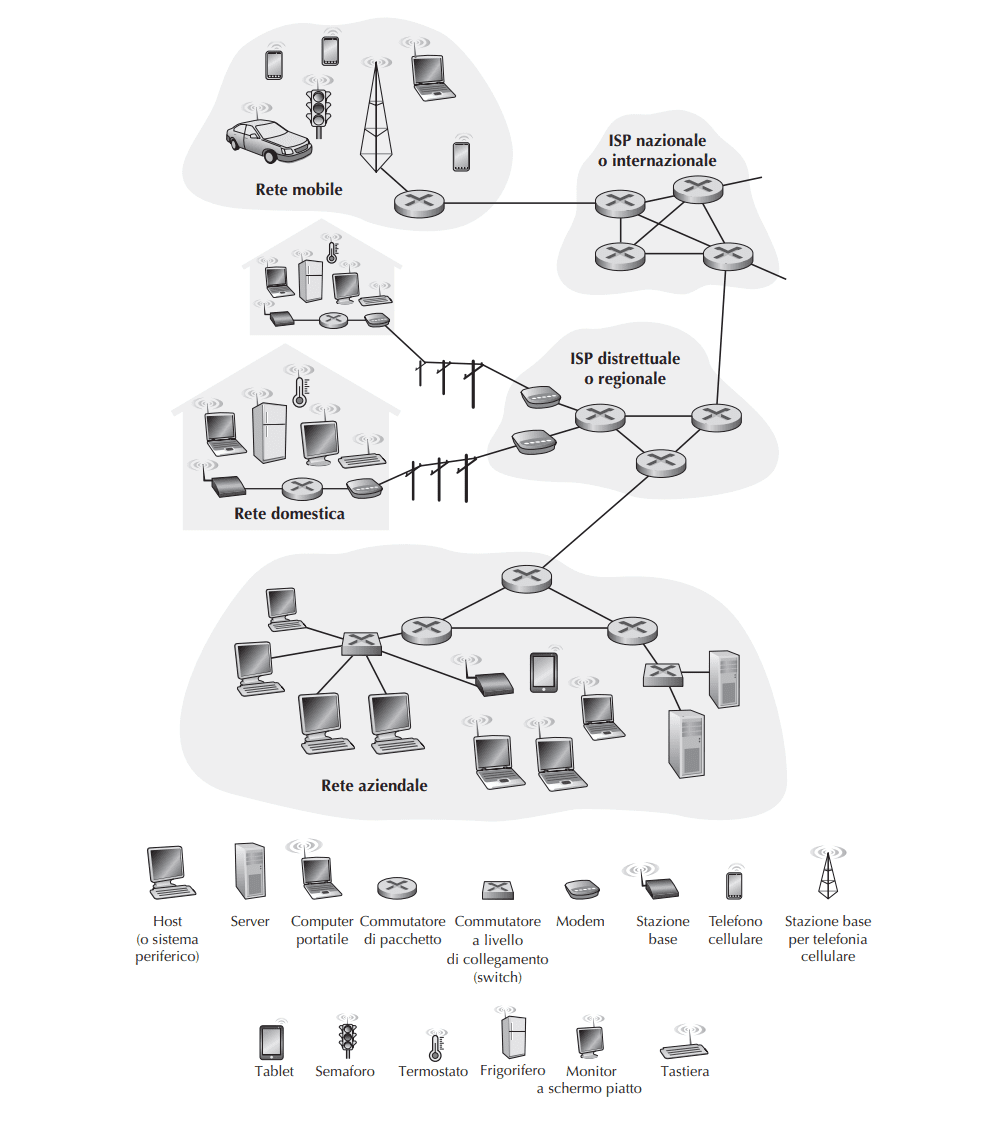 ISP nazionale
o internazionale
Rete mobile
ISP distrettuale
o regionale
Rete domestica
Rete aziendale
Host
(o sistema
periferico)
Server
Computer
portatile
Commutatore
di pacchetto
Commutatore
a livello
di collegamento
(switch)
Modem
Stazione
base
Telefono
cellulare
Stazione base
per telefonia
cellulare
Tablet
Semaforo
Termostato
Frigorifero
Monitor
a schermo piatto
Tastiera